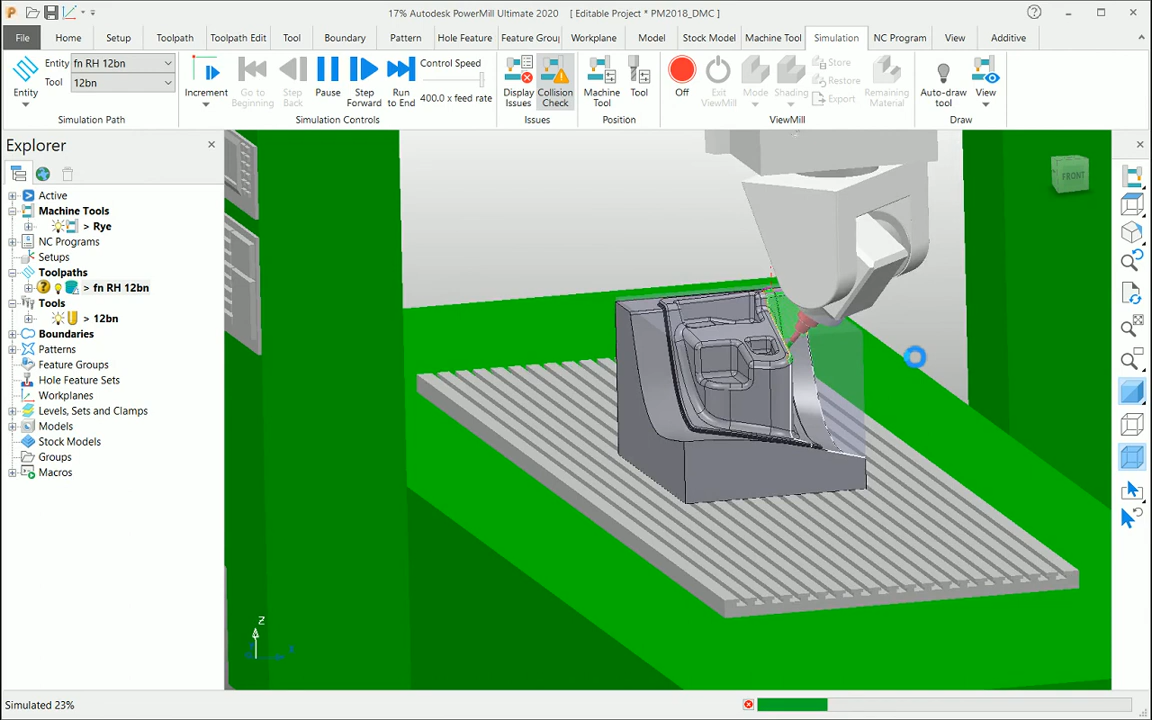 17% Autodesk PowerMill Ultimate 2020 [ Editable Project * PM2018_DMC ]
File Home Setup Toolpath Toolpath Edit Tool Boundary Pattern Hole Feature Feature Group Workplane Model Stock Model Machine Tool Simulation NC Program View Additive
Entity fn RH 12bn
Tool 12bn
Entity
Simulation Path
Increment
Go to Beginning
Step Back
Pause
Step Forward
Run to End
Control Speed
400.0 x feed rate
Simulation Controls
Display Issues
Collision Check
Issues
Machine Tool
Tool
Position
Off
Exit ViewMill
Mode
Shading
Store
Restore
Export
Remaining Material
ViewMill
Auto-draw tool
View
Draw
Explorer
Active
Machine Tools
> Rye
NC Programs
Setups
Toolpaths
> fn RH 12bn
Tools
> 12bn
Boundaries
Patterns
Feature Groups
Hole Feature Sets
Workplanes
Levels, Sets and Clamps
Models
Stock Models
Groups
Macros
FRONT
Z
Simulated 23%